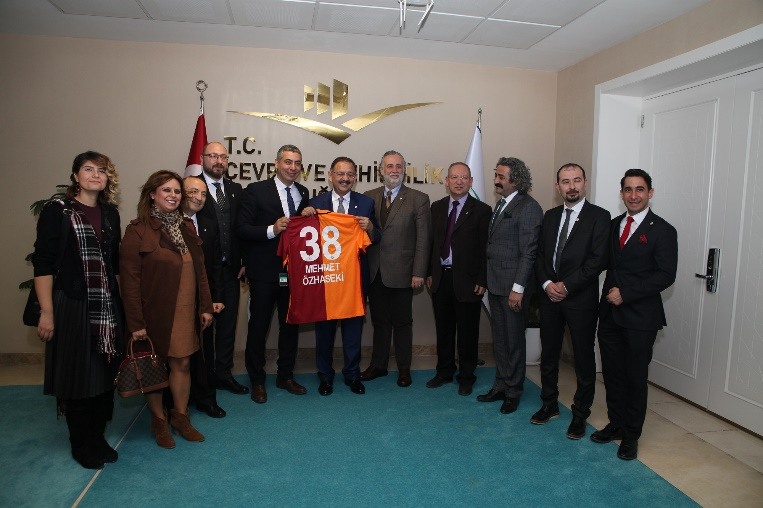 T.C.
ÇEVRE VE ŞEHİRCİLİK
38
MEHMET
ÖZHASEKİ